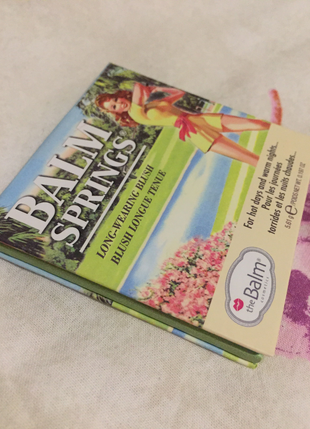 BALM
SPRINGS
LONG-WEARING BLUSH
BLUSH LONGUE TENUE
For hot days and warm nights...
Pour les journées
torrides et les nuits chaudes...
theBalm®
COSMETICS